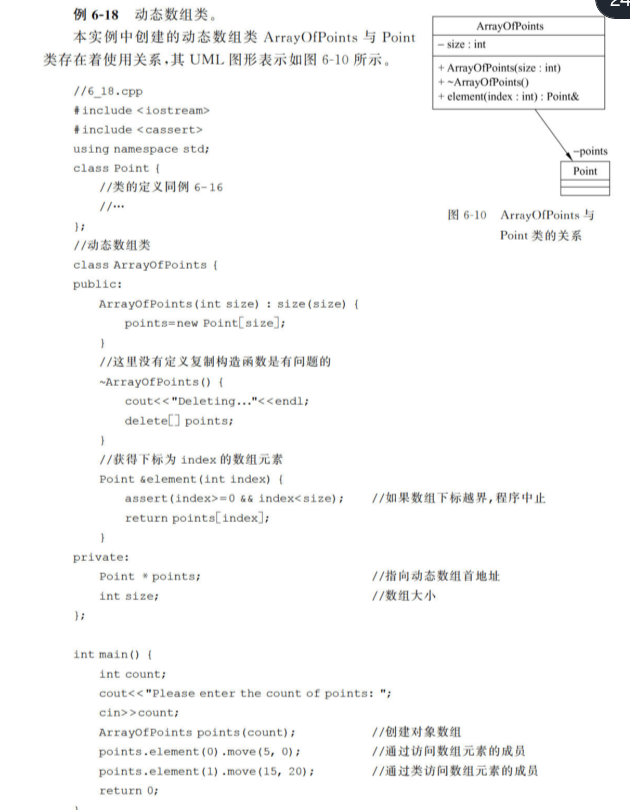 24
例 6-18 动态数组类。
本实例中创建的动态数组类 ArrayOfPoints 与 Point
类存在着使用关系,其 UML 图形表示如图 6-10 所示。
ArrayOfPoints
- size : int
+ ArrayOfPoints(size : int)
+ ~ArrayOfPoints()
+ element(index : int) : Point&
-points
Point
图 6-10 ArrayOfPoints 与
Point 类的关系
//6_18.cpp
#include <iostream>
#include <cassert>
using namespace std;
class Point {
//类的定义同例 6-16
//…
};
//动态数组类
class ArrayOfPoints {
public:
ArrayOfPoints(int size) : size(size) {
points=new Point[size];
}
//这里没有定义复制构造函数是有问题的
~ArrayOfPoints() {
cout<<"Deleting..."<<endl;
delete[] points;
}
//获得下标为 index 的数组元素
Point &element(int index) {
assert(index>=0 && index<size); //如果数组下标越界,程序中止
return points[index];
}
private:
Point * points; //指向动态数组首地址
int size; //数组大小
};
int main() {
int count;
cout<<"Please enter the count of points: ";
cin>>count;
ArrayOfPoints points(count); //创建对象数组
points.element(0).move(5, 0); //通过访问数组元素的成员
points.element(1).move(15, 20); //通过类访问数组元素的成员
return 0;